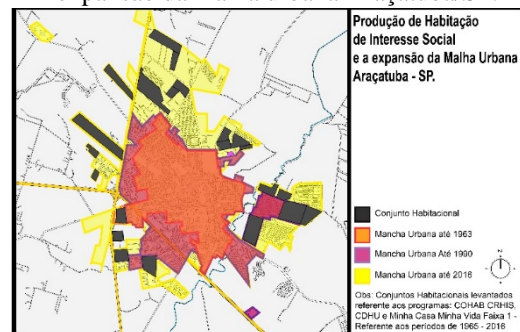 Produção de Habitação
de Interesse Social
e a expansão da Malha Urbana
Araçatuba - SP.
Conjunto Habitacional
Mancha Urbana até 1963
Mancha Urbana até 1990
Mancha Urbana até 2016
Obs: Conjuntos Habitacionais levantados
referente aos programas: COHAB CRHIS,
CDHU e Minha Casa Minha Vida Faixa 1 -
Referente aos períodos de 1965 - 2016